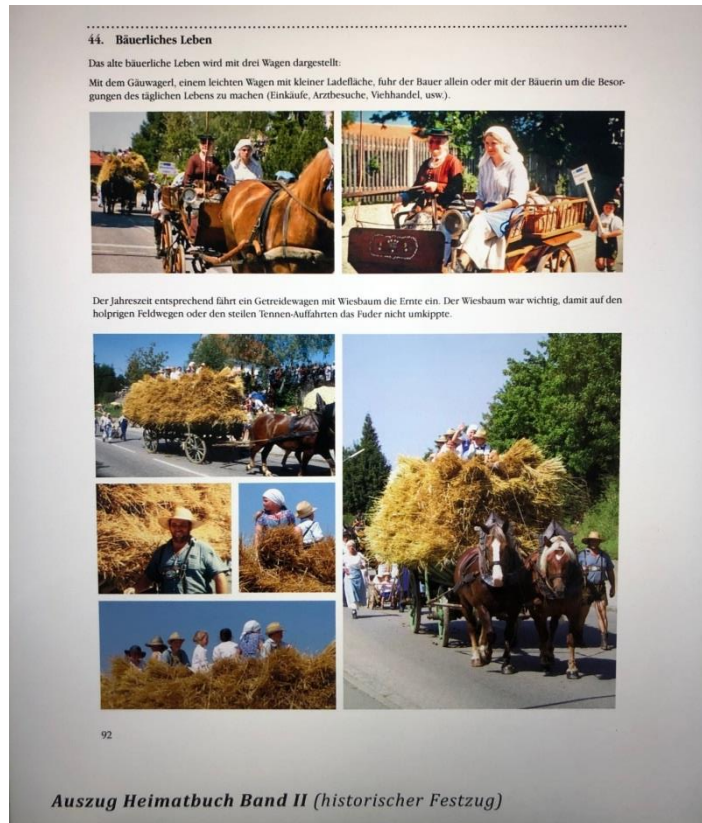 44. Bäuerliches Leben
Das alte bäuerliche Leben wird mit drei Wagen dargestellt:
Mit dem Gäuwagerl, einem leichten Wagen mit kleiner Ladefläche, fuhr der Bauer allein oder mit der Bäuerin um die Besor-
gungen des täglichen Lebens zu machen (Einkäufe, Arztbesuche, Viehhandel, usw.).
Der Jahreszeit entsprechend fährt ein Getreidewagen mit Wiesbaum die Ernte ein. Der Wiesbaum war wichtig, damit auf den
holprigen Feldwegen oder den steilen Tennen-Auffahrten das Fuder nicht umkippte.
92
Auszug Heimatbuch Band II (historischer Festzug)